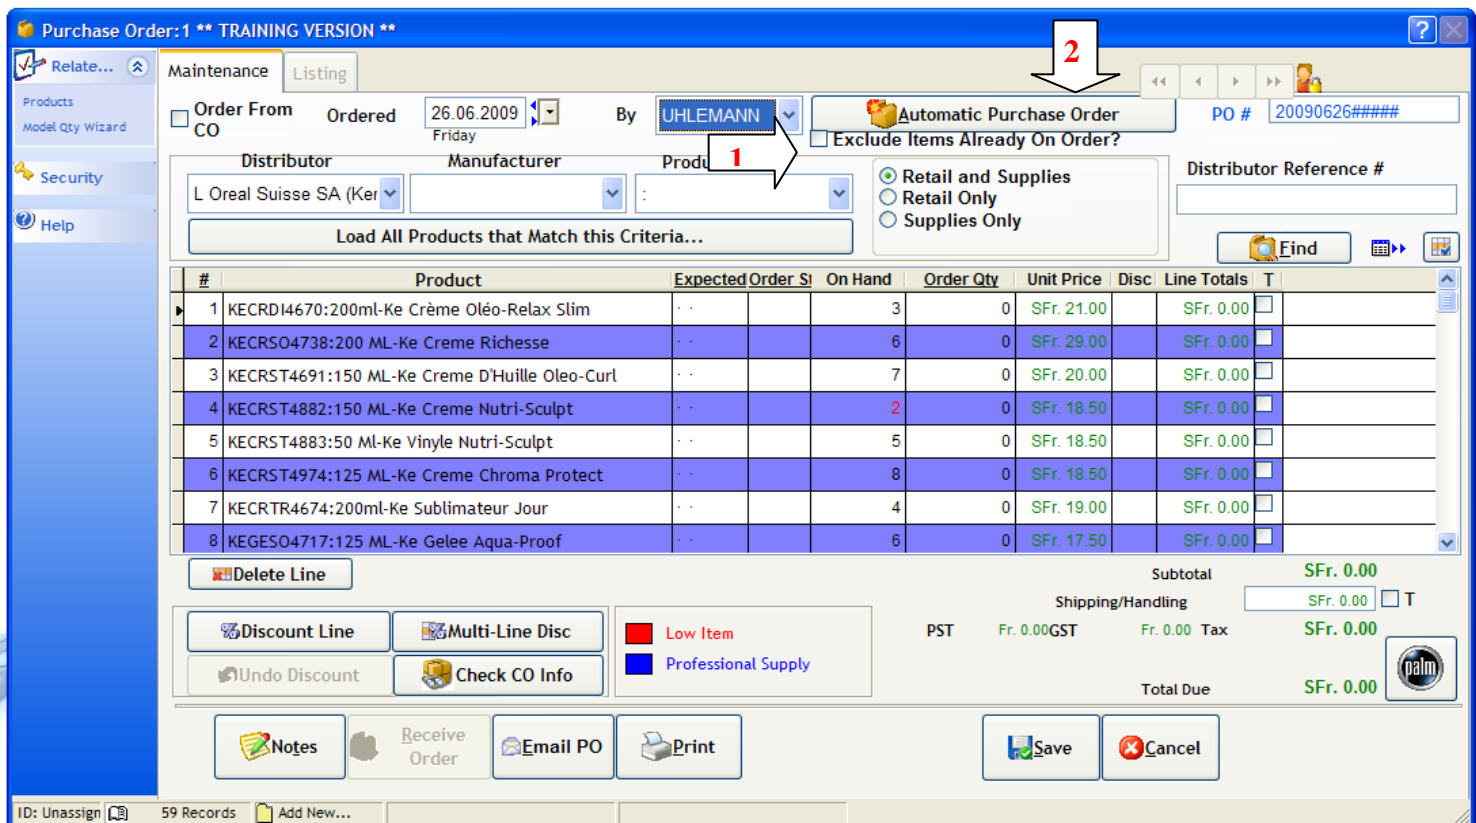 Purchase Order:1 ** TRAINING VERSION **
?
2
Relate...
Products
Model Qty Wizard
Security
Help
Maintenance Listing
Order From CO Ordered 26.06.2009 By UHLEMANN Automatic Purchase Order PO # 20090626#####
Friday
1 Exclude Items Already On Order?
Distributor Manufacturer Distributor Reference #
L Oreal Suisse SA (Ker :
Retail and Supplies
Retail Only
Supplies Only
Load All Products that Match this Criteria...
Find
# Product Expected Order St On Hand Order Qty Unit Price Disc Line Totals T
1 KECRDI4670:200ml-Ke Crème Oléo-Relax Slim - - 3 0 SFr. 21.00 SFr. 0.00
2 KECRSO4738:200 ML-Ke Creme Richesse - - 6 0 SFr. 29.00 SFr. 0.00
3 KECRST4691:150 ML-Ke Creme D'Huille Oleo-Curl - - 7 0 SFr. 20.00 SFr. 0.00
4 KECRST4882:150 ML-Ke Creme Nutri-Sculpt - - 2 0 SFr. 18.50 SFr. 0.00
5 KECRST4883:50 Ml-Ke Vinyle Nutri-Sculpt - - 5 0 SFr. 18.50 SFr. 0.00
6 KECRST4974:125 ML-Ke Creme Chroma Protect - - 8 0 SFr. 18.50 SFr. 0.00
7 KECRTR4674:200ml-Ke Sublimateur Jour - - 4 0 SFr. 19.00 SFr. 0.00
8 KEGESO4717:125 ML-Ke Gelee Aqua-Proof - - 6 0 SFr. 17.50 SFr. 0.00
Delete Line
Subtotal SFr. 0.00
Shipping/Handling SFr. 0.00 T
Discount Line Multi-Line Disc Low Item PST Fr. 0.00 GST Fr. 0.00 Tax SFr. 0.00
Undo Discount Check CO Info Professional Supply
palm
Total Due SFr. 0.00
Notes Receive Order Email PO Print Save Cancel
ID: Unassign 59 Records Add New...